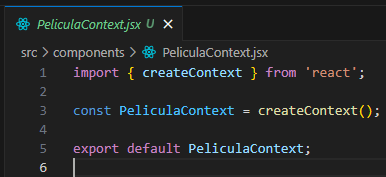 PeliculaContext.jsx U
src > components > PeliculaContext.jsx
1 import { createContext } from 'react';
2
3 const PeliculaContext = createContext();
4
5 export default PeliculaContext;
6